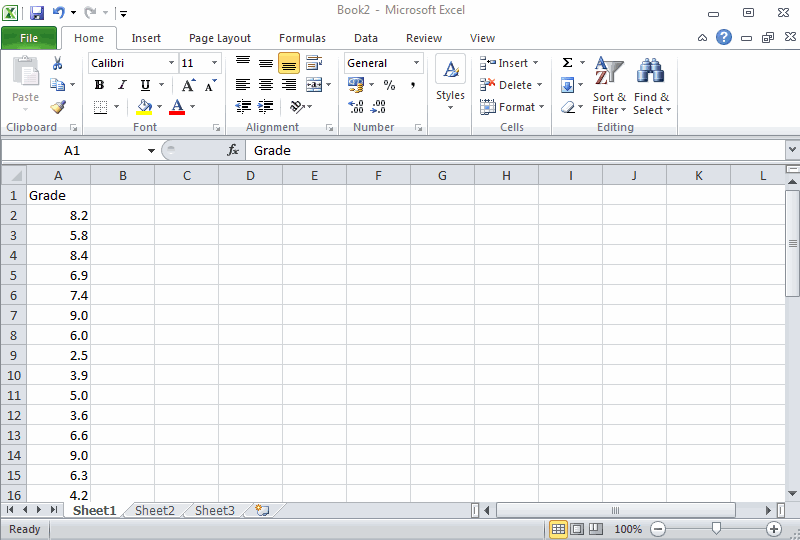 Book2 - Microsoft Excel
File Home Insert Page Layout Formulas Data Review View
Paste
Calibri 11
B I U A A
A
General
% ,
.00 .00
Styles
Insert
Delete
Format
Σ
Sort & Filter
Find & Select
Clipboard Font Alignment Number Cells Editing
A1 fx Grade
A B C D E F G H I J K L
1 Grade
2 8.2
3 5.8
4 8.4
5 6.9
6 7.4
7 9.0
8 6.0
9 2.5
10 3.9
11 5.0
12 3.6
13 6.6
14 9.0
15 6.3
16 4.2
Sheet1 Sheet2 Sheet3
Ready 100%